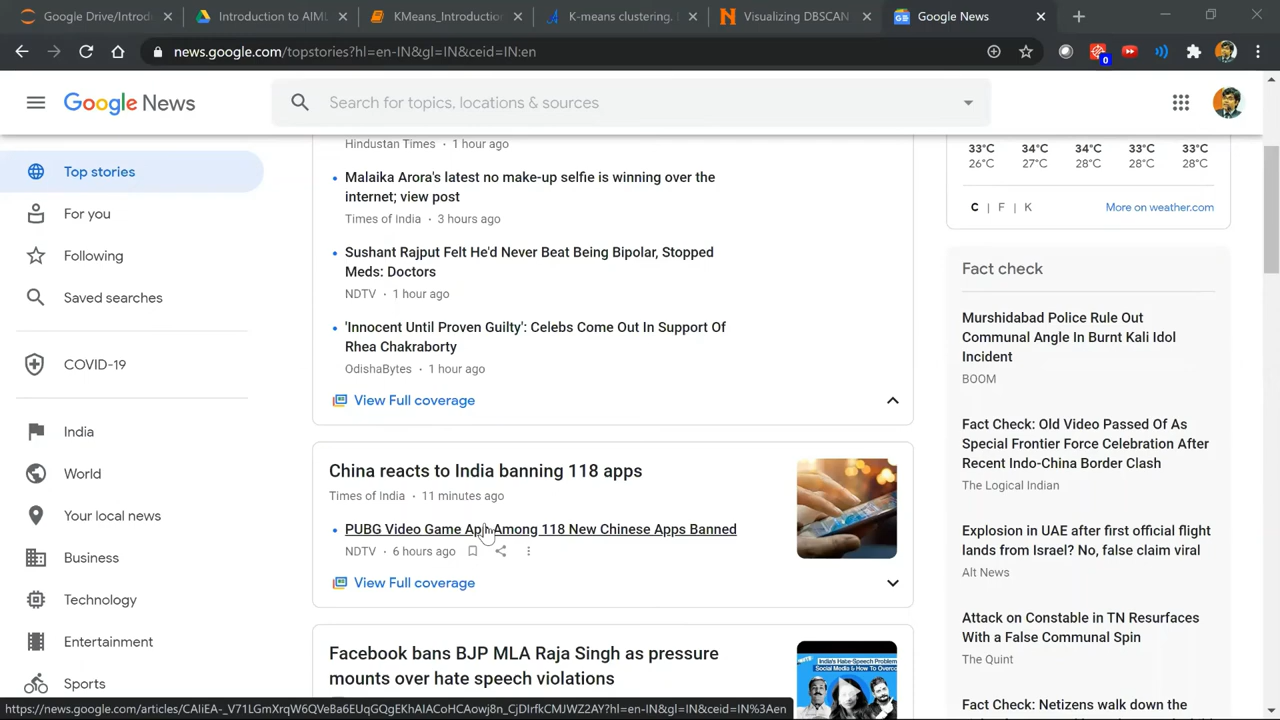 Google Drive/Introd
Introduction to AIML
KMeans_Introduction
K-means clustering.
Visualizing DBSCAN
Google News
news.google.com/topstories?hl=en-IN&gl=IN&ceid=IN:en
0
Google News
Search for topics, locations & sources
Top stories
For you
Following
Saved searches
COVID-19
India
World
Your local news
Business
Technology
Entertainment
Sports
Hindustan Times • 1 hour ago
Malaika Arora's latest no make-up selfie is winning over the
internet; view post
Times of India • 3 hours ago
Sushant Rajput Felt He'd Never Beat Being Bipolar, Stopped
Meds: Doctors
NDTV • 1 hour ago
'Innocent Until Proven Guilty': Celebs Come Out In Support Of
Rhea Chakraborty
OdishaBytes • 1 hour ago
View Full coverage
China reacts to India banning 118 apps
Times of India • 11 minutes ago
PUBG Video Game App Among 118 New Chinese Apps Banned
NDTV • 6 hours ago
View Full coverage
Facebook bans BJP MLA Raja Singh as pressure
mounts over hate speech violations
India's Hate-Speech Problem
33°C 34°C 34°C 33°C 33°C
26°C 27°C 28°C 28°C 28°C
C | F | K
More on weather.com
Fact check
Murshidabad Police Rule Out
Communal Angle In Burnt Kali Idol
Incident
BOOM
Fact Check: Old Video Passed Of As
Special Frontier Force Celebration After
Recent Indo-China Border Clash
The Logical Indian
Explosion in UAE after first official flight
lands from Israel? No, false claim viral
Alt News
Attack on Constable in TN Resurfaces
With a False Communal Spin
The Quint
Fact Check: Netizens walk down the